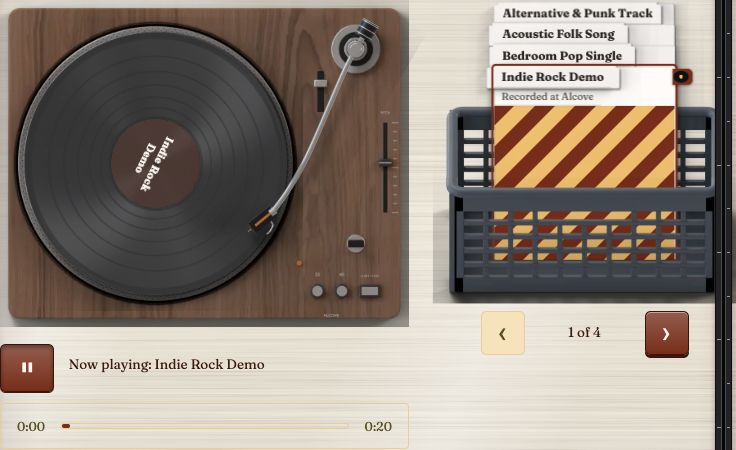 Alternative & Punk Track
Acoustic Folk Song
Bedroom Pop Single
Indie Rock Demo
Recorded at Alcove
Indie Rock
Demo
1 of 4
Now playing: Indie Rock Demo
0:00
0:20